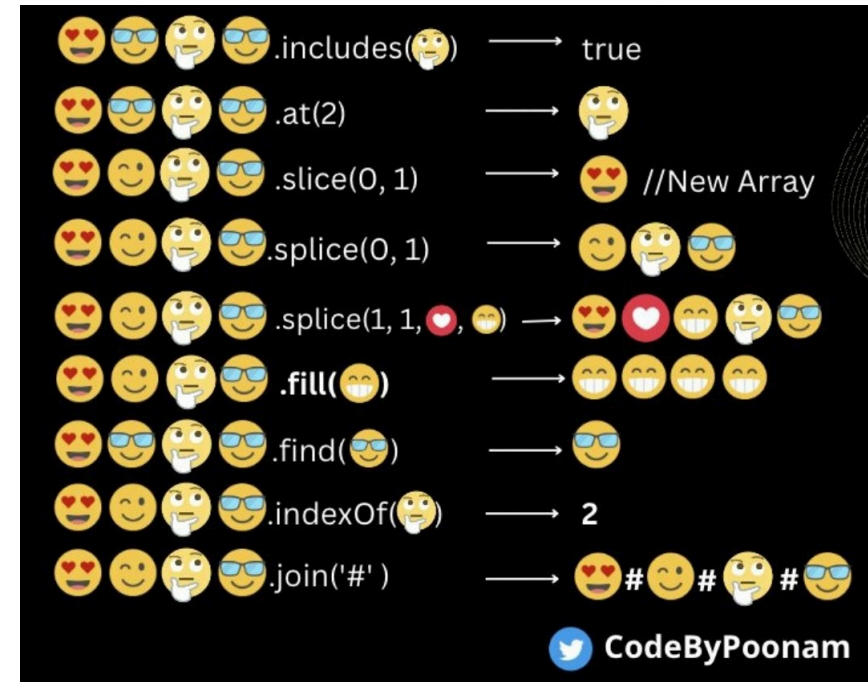 😍😎🤔😎.includes(🤔) → true
😍😎🤔😎.at(2) → 🤔
😍😉🤔😎.slice(0, 1) → 😍 //New Array
😍😉🤔😎.splice(0, 1) → 😉🤔😎
😍😉🤔😎.splice(1, 1,❤, 😁) → 😍❤😁🤔😎
😍😉🤔😎.fill(😁) → 😁😁😁😁
😍😎🤔😎.find(😎) → 😎
😍😉🤔😎.indexOf(🤔) → 2
😍😉🤔😎.join('#' ) → 😍#😉#🤔#😎
CodeByPoonam